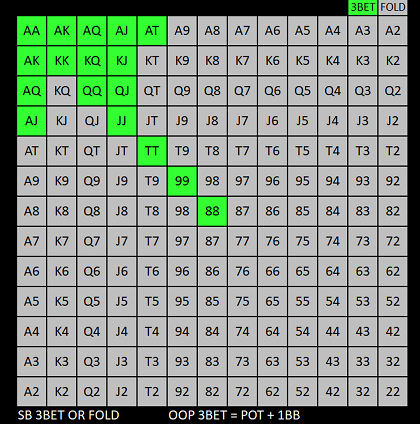 3BET FOLD
AA AK AQ AJ AT A9 A8 A7 A6 A5 A4 A3 A2
AK KK KQ KJ KT K9 K8 K7 K6 K5 K4 K3 K2
AQ KQ QQ QJ QT Q9 Q8 Q7 Q6 Q5 Q4 Q3 Q2
AJ KJ QJ JJ JT J9 J8 J7 J6 J5 J4 J3 J2
AT KT QT JT TT T9 T8 T7 T6 T5 T4 T3 T2
A9 K9 Q9 J9 T9 99 98 97 96 95 94 93 92
A8 K8 Q8 J8 T8 98 88 87 86 85 84 82 82
A7 K7 Q7 J7 T7 97 87 77 76 75 74 73 72
A6 K6 Q6 J6 T6 96 86 76 66 65 64 63 62
A5 K5 Q5 J5 T5 95 85 75 65 55 54 53 52
A4 K4 Q4 J4 T4 94 83 74 64 54 44 43 42
A3 K3 Q3 J3 T3 93 83 73 63 53 43 33 32
A2 K2 Q2 J2 T2 92 82 72 62 52 42 32 22
SB 3BET OR FOLD OOP 3BET = POT + 1BB